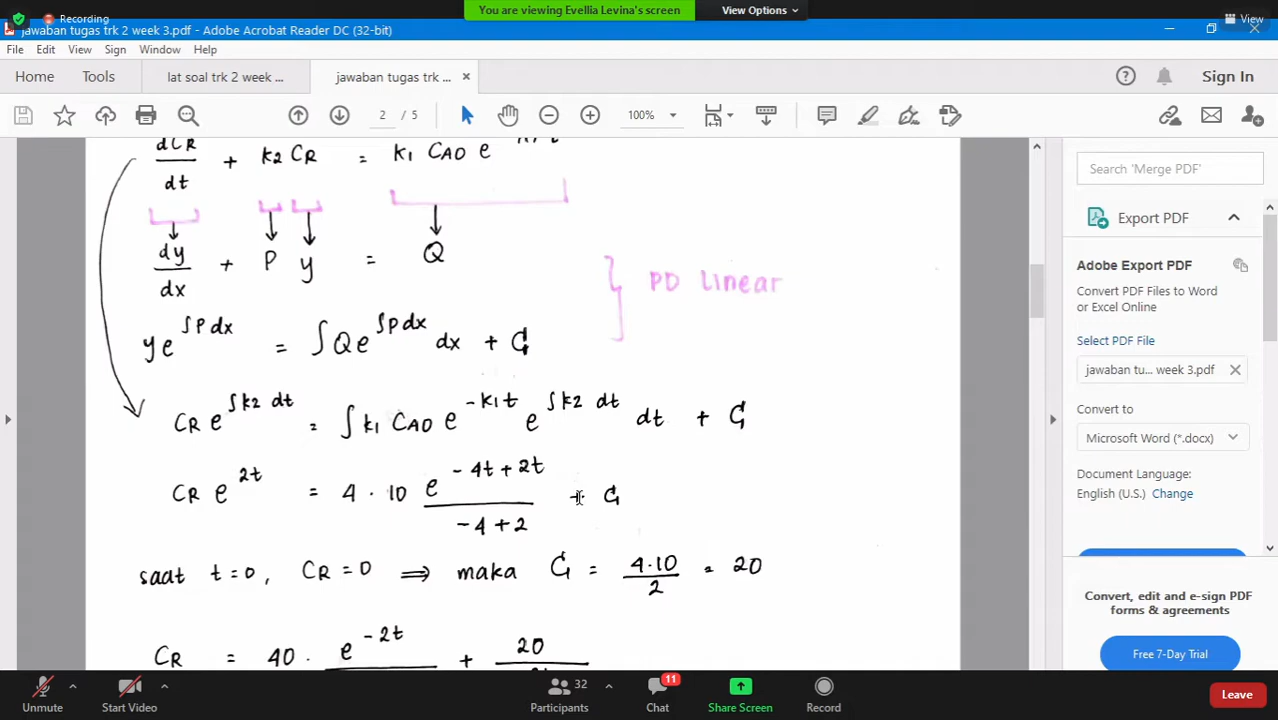 Recording
You are viewing Evellia Levina's screen
View Options
View
jawaban tugas trk 2 week 3.pdf - Adobe Acrobat Reader DC (32-bit)
File Edit View Sign Window Help
Home Tools lat soal trk 2 week ... jawaban tugas trk ... × Sign In
2 / 5 100%
dCR/dt + k2 CR = k1 CAO e
dy/dx + P y = Q
} PD Linear
y e^∫P dx = ∫Q e^∫P dx dx + C1
CR e^∫k2 dt = ∫ k1 CAO e^-k1t e^∫k2 dt dt + C1
CR e^2t = 4 · 10 e^-4t+2t / -4+2 + C1
saat t=0, CR=0 ⟹ maka C1 = 4·10/2 = 20
CR = 40 · e^-2t + 20
Search 'Merge PDF'
Export PDF
Adobe Export PDF
Convert PDF Files to Word
or Excel Online
Select PDF File
jawaban tu... week 3.pdf ×
Convert to
Microsoft Word (*.docx)
Document Language:
English (U.S.) Change
Convert, edit and e-sign PDF
forms & agreements
Free 7-Day Trial
Unmute Start Video 32 Participants 11 Chat Share Screen Record Leave